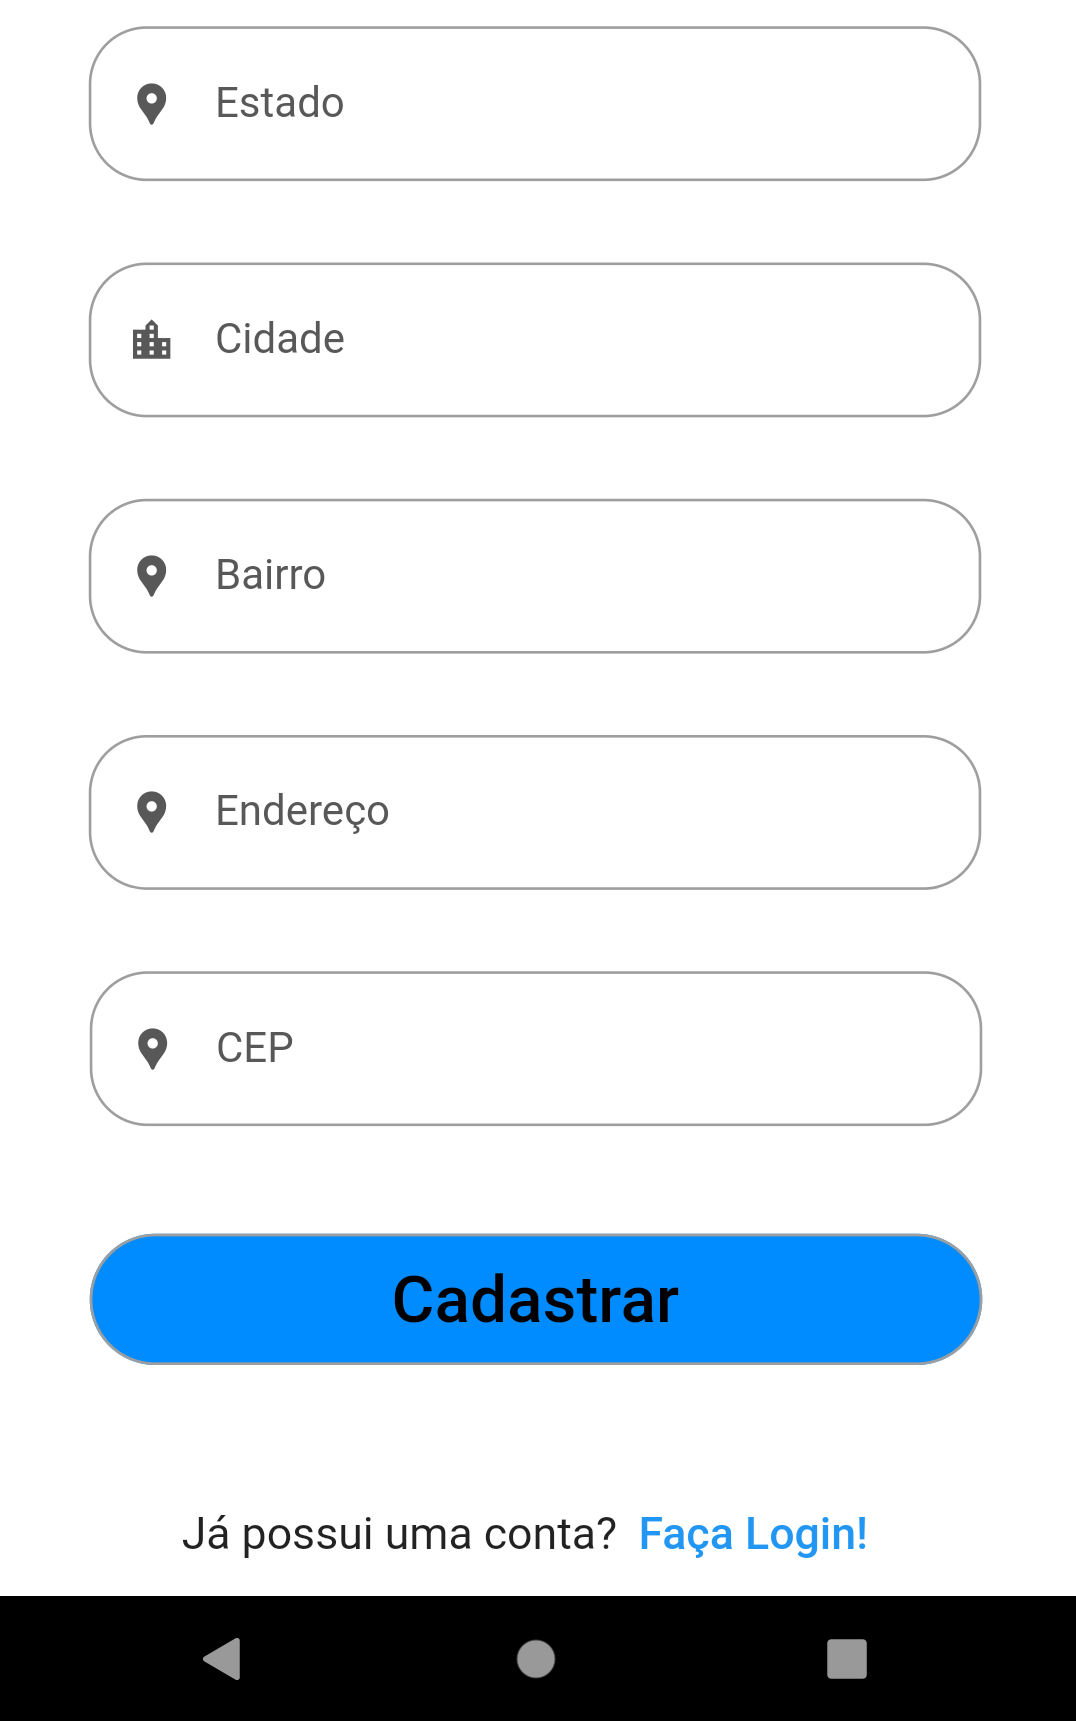 Estado
Cidade
Bairro
Endereço
CEP
Cadastrar
Já possui uma conta? Faça Login!